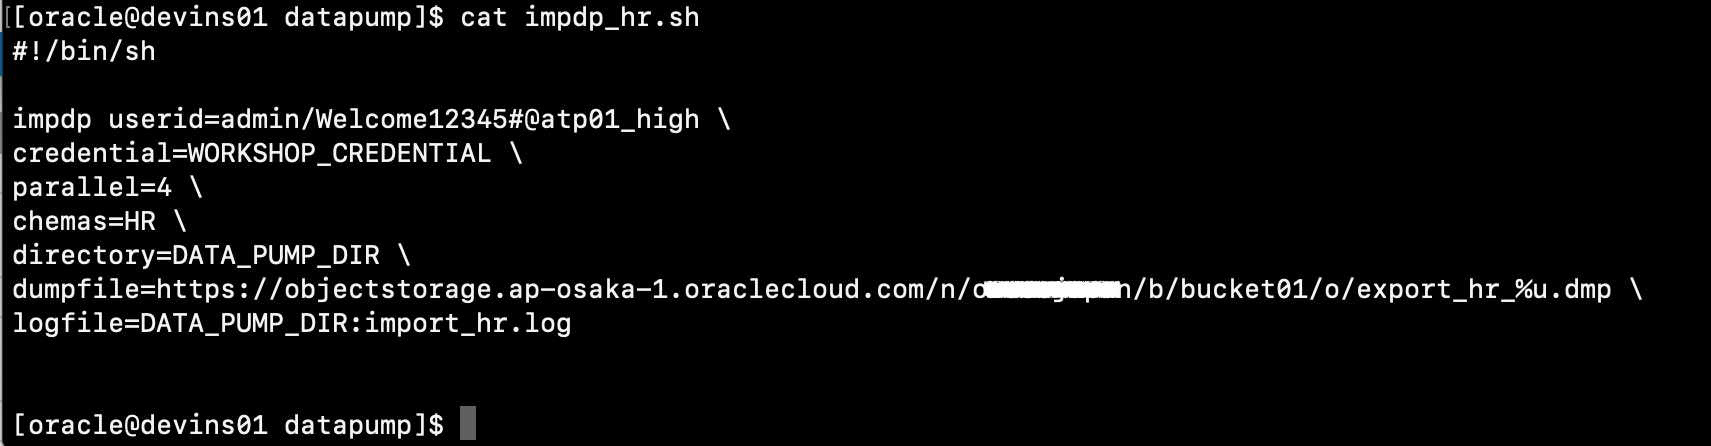 [oracle@devins01 datapump]$ cat impdp_hr.sh
#!/bin/sh
impdp userid=admin/Welcome12345#@atp01_high \
credential=WORKSHOP_CREDENTIAL \
parallel=4 \
chemas=HR \
directory=DATA_PUMP_DIR \
dumpfile=https://objectstorage.ap-osaka-1.oraclecloud.com/n/ n/b/bucket01/o/export_hr_%u.dmp \
logfile=DATA_PUMP_DIR:import_hr.log
[oracle@devins01 datapump]$